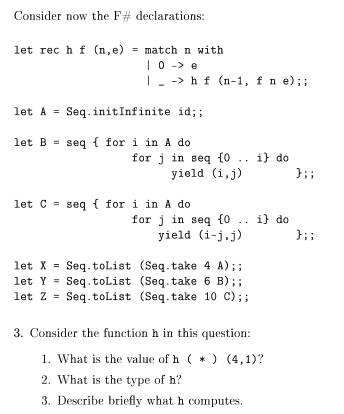 Consider now the F# declarations:
let rec h f (n,e) = match n with
| 0 -> e
| _ -> h f (n-1, f n e);;
let A = Seq.initInfinite id;;
let B = seq { for i in A do
for j in seq {0 .. i} do
yield (i,j) };;
let C = seq { for i in A do
for j in seq {0 .. i} do
yield (i-j,j) };;
let X = Seq.toList (Seq.take 4 A);;
let Y = Seq.toList (Seq.take 6 B);;
let Z = Seq.toList (Seq.take 10 C);;
3. Consider the function h in this question:
1. What is the value of h ( * ) (4,1)?
2. What is the type of h?
3. Describe briefly what h computes.